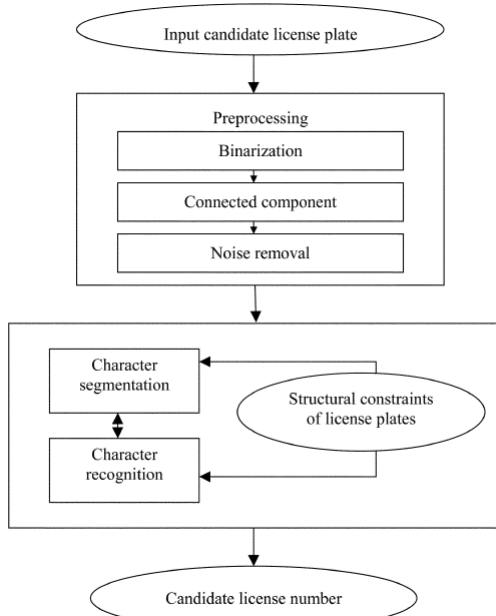 Input candidate license plate
Preprocessing
Binarization
Connected component
Noise removal
Character
segmentation
Structural constraints
of license plates
Character
recognition
Candidate license number